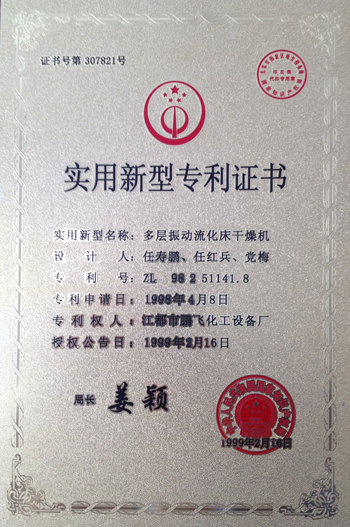 证书号第 307821号
实用新型专利证书
实用新型名称：多层振动流化床干燥机
设计人：任寿鹏、任红兵、党梅
专利号：ZL 98 2 51141.8
专利申请日：1998年4月8日
专利权人：江都市鹏飞化工设备厂
授权公告日：1999年2月16日
局长 姜颖
1999年2月16日